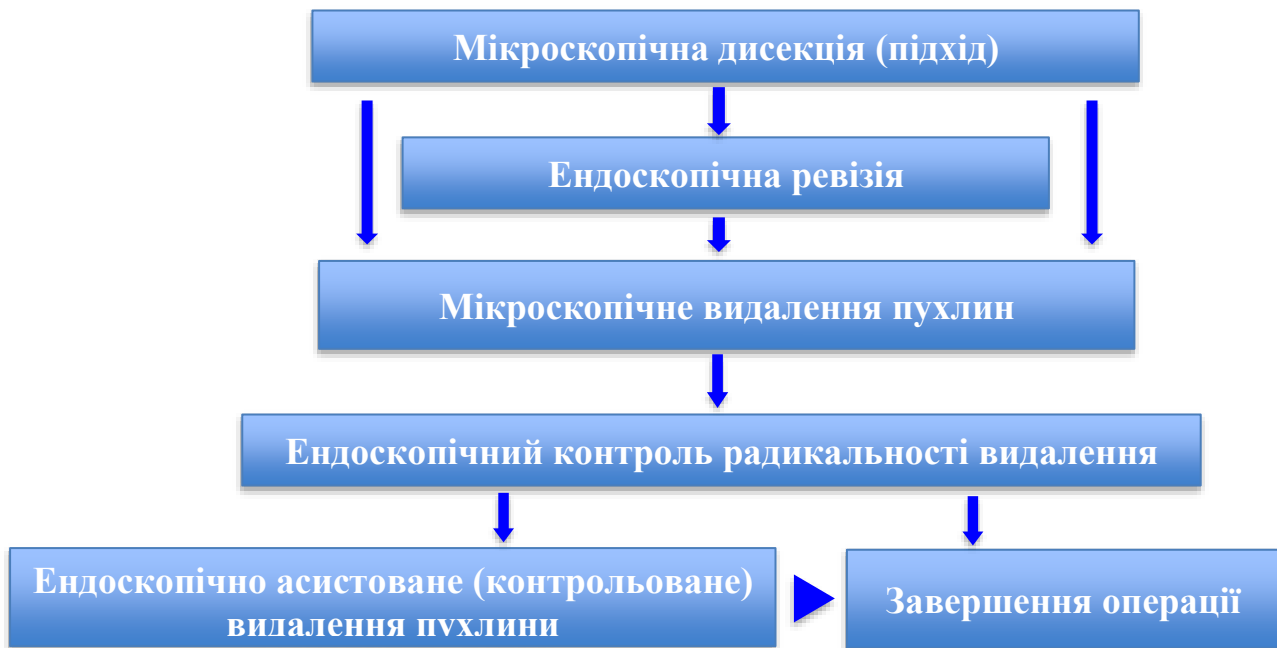 Мікроскопічна дисекція (підхід)
Ендоскопічна ревізія
Мікроскопічне видалення пухлин
Ендоскопічний контроль радикальності видалення
Ендоскопічно асистоване (контрольоване)
видалення пухлини
Завершення операції